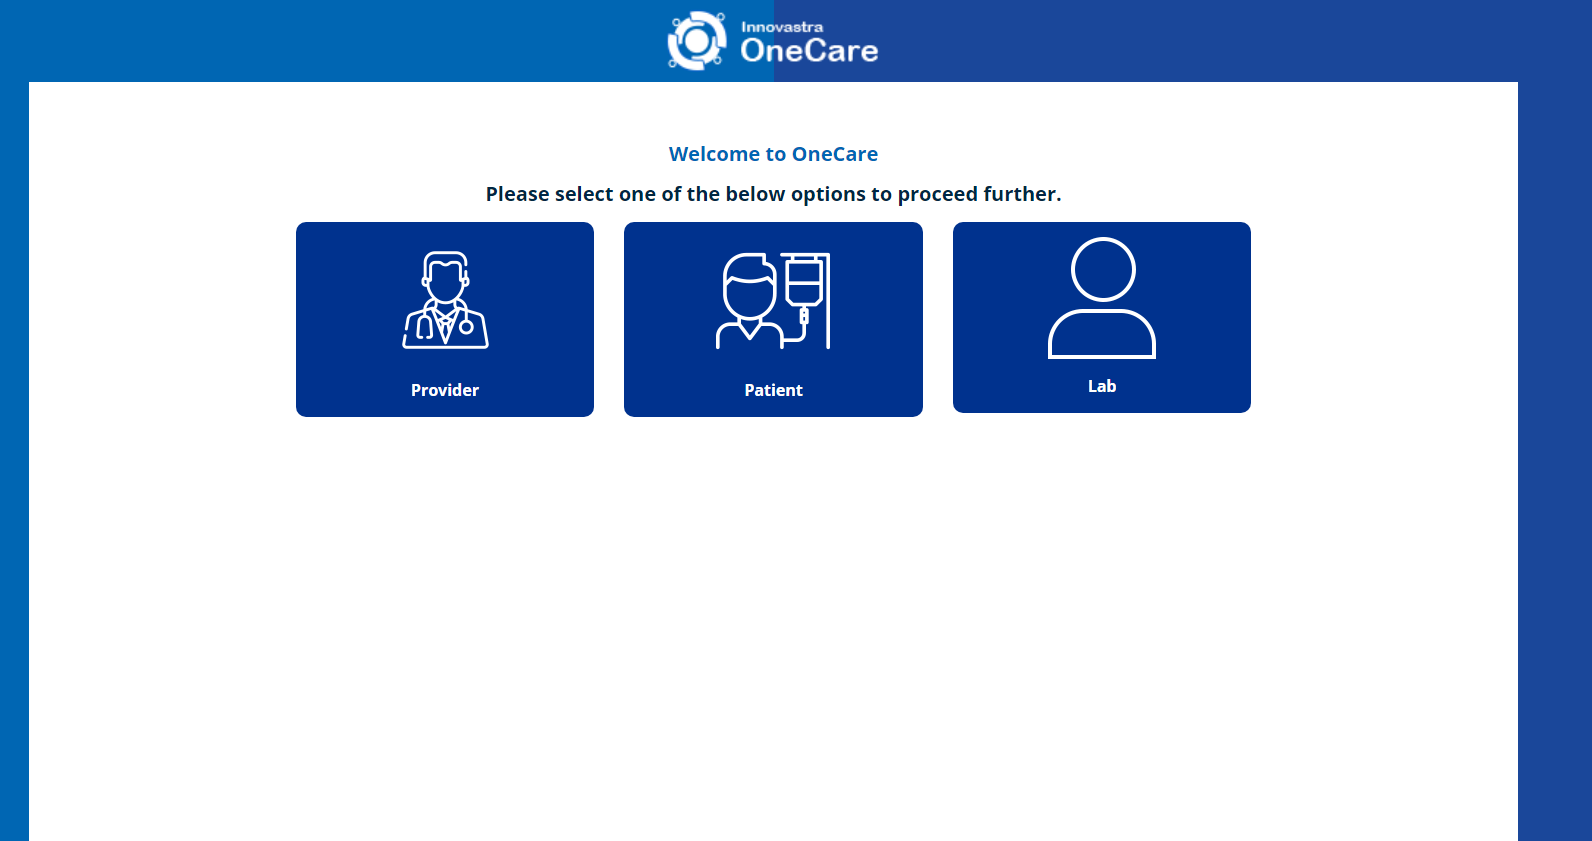 Innovastra
OneCare
Welcome to OneCare
Please select one of the below options to proceed further.
Provider
Patient
Lab